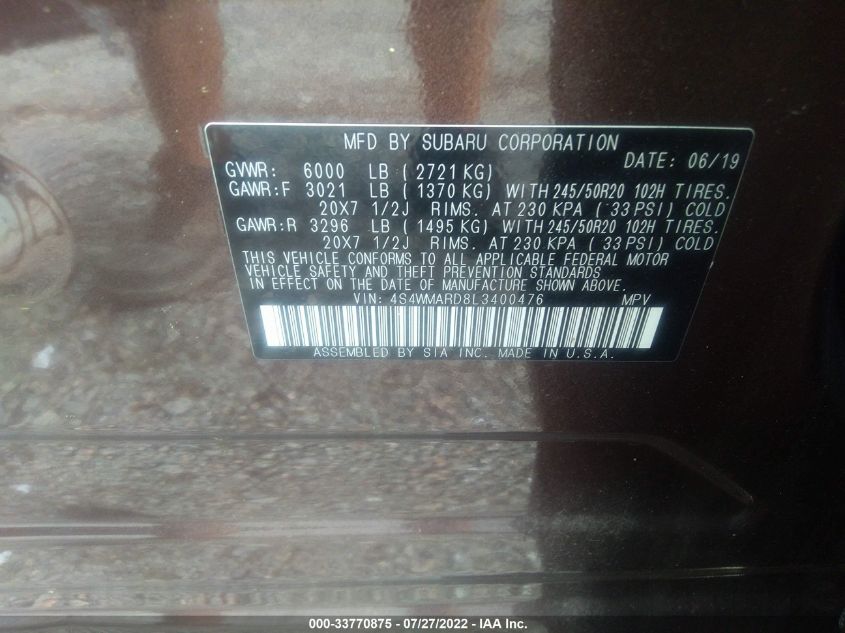 MFD BY SUBARU CORPORATION
DATE: 06/19
GVWR: 6000 LB ( 2721 KG)
GAWR:F 3021 LB ( 1370 KG) WITH 245/50R20 102H TIRES.
20X7 1/2J RIMS. AT 230 KPA ( 33 PSI) COLD
GAWR:R 3296 LB ( 1495 KG) WITH 245/50R20 102H TIRES.
20X7 1/2J RIMS. AT 230 KPA ( 33 PSI) COLD
THIS VEHICLE CONFORMS TO ALL APPLICABLE FEDERAL MOTOR
VEHICLE SAFETY AND THEFT PREVENTION STANDARDS
IN EFFECT ON THE DATE OF MANUFACTURE SHOWN ABOVE.
VIN: 4S4WMARD8L3400476 MPV
ASSEMBLED BY SIA INC. MADE IN U.S.A.
000-33770875 - 07/27/2022 - IAA Inc.